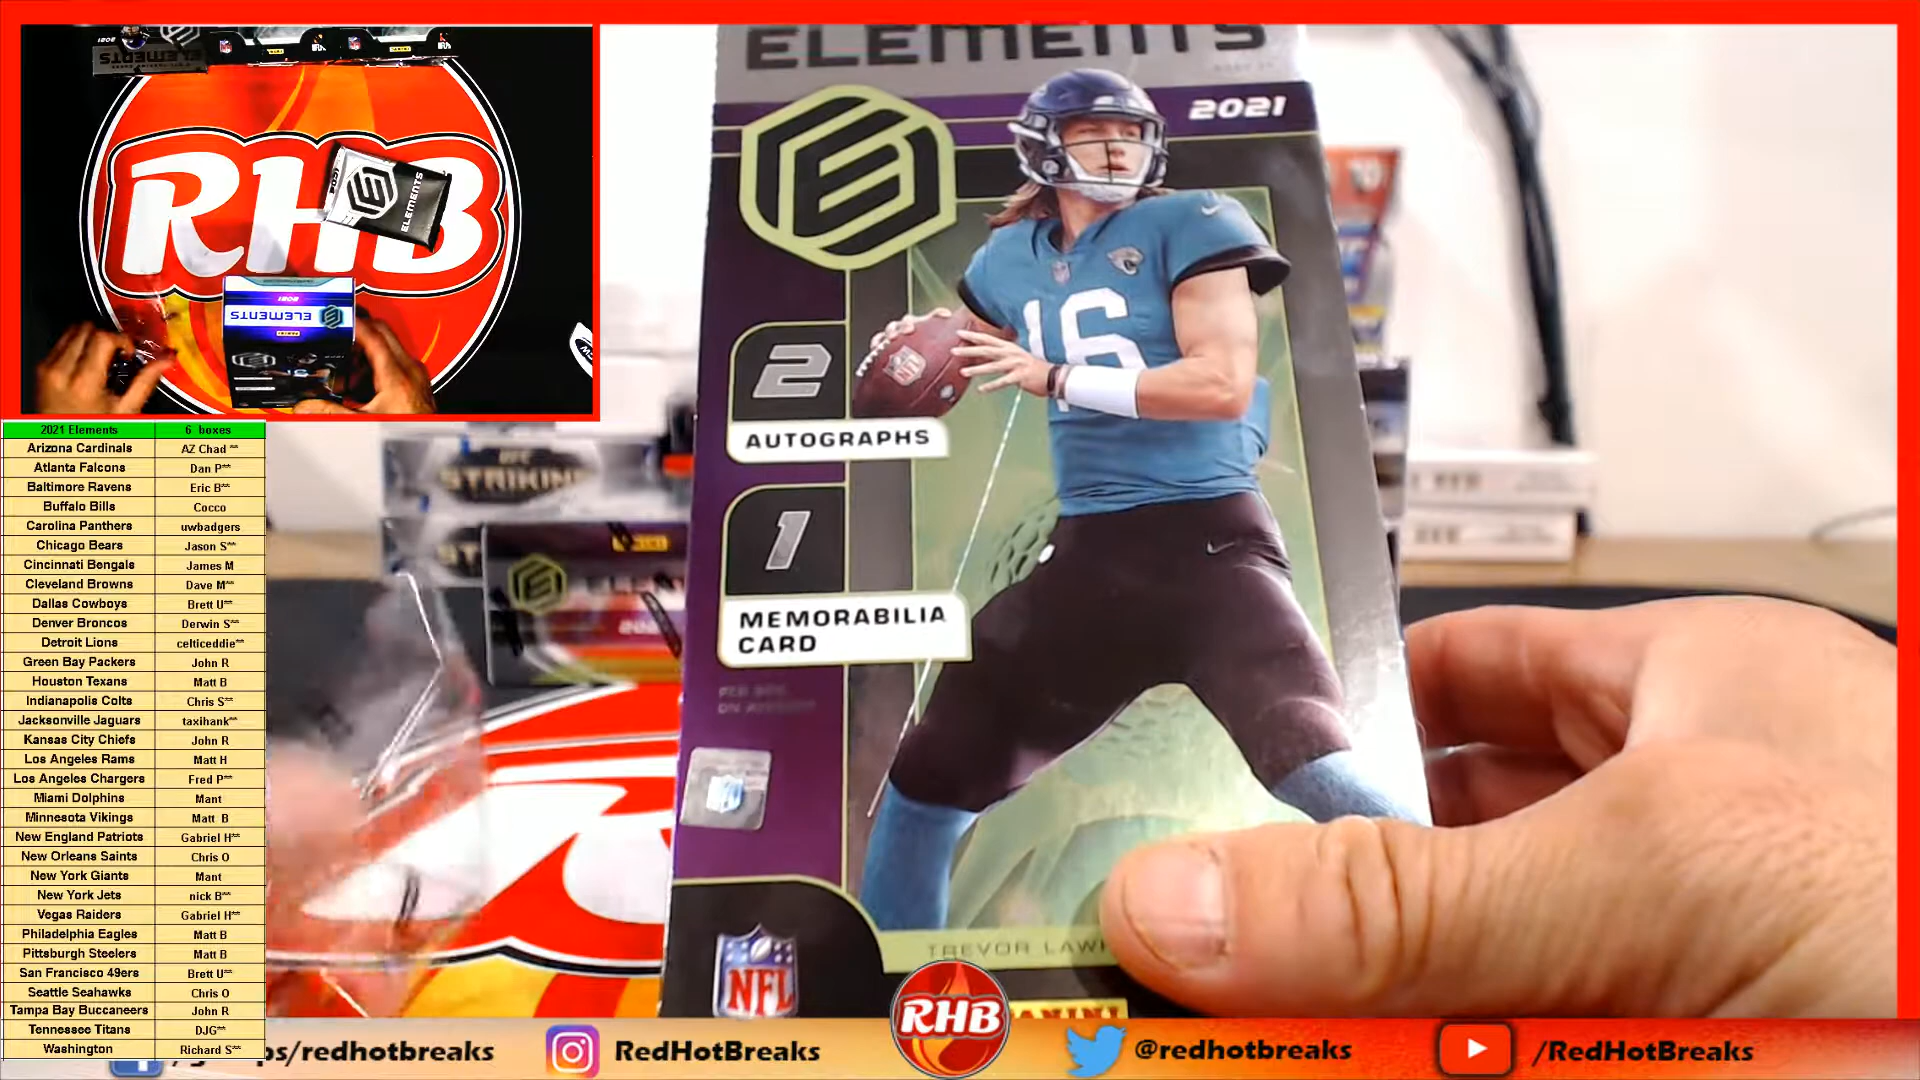 ELEMENTS
2021
2
AUTOGRAPHS
1
MEMORABILIA
CARD
NFL
RHB
ELEMENTS
2021
ELEMENTS
2021 Elements 6 boxes
Arizona Cardinals AZ Chad **
Atlanta Falcons Dan P**
Baltimore Ravens Eric B**
Buffalo Bills Cocco
Carolina Panthers uwbadgers
Chicago Bears Jason S**
Cincinnati Bengals James M
Cleveland Browns Dave M**
Dallas Cowboys Brett U**
Denver Broncos Derwin S**
Detroit Lions celticeddie**
Green Bay Packers John R
Houston Texans Matt B
Indianapolis Colts Chris S**
Jacksonville Jaguars taxihank**
Kansas City Chiefs John R
Los Angeles Rams Matt H
Los Angeles Chargers Fred P**
Miami Dolphins Mant
Minnesota Vikings Matt B
New England Patriots Gabriel H**
New Orleans Saints Chris O
New York Giants Mant
New York Jets nick B**
Vegas Raiders Gabriel H**
Philadelphia Eagles Matt B
Pittsburgh Steelers Matt B
San Francisco 49ers Brett U**
Seattle Seahawks Chris O
Tampa Bay Buccaneers John R
Tennessee Titans DJG**
Washington Richard S**
16
TREVOR
RHB
/redhotbreaks
RedHotBreaks
@redhotbreaks
/RedHotBreaks